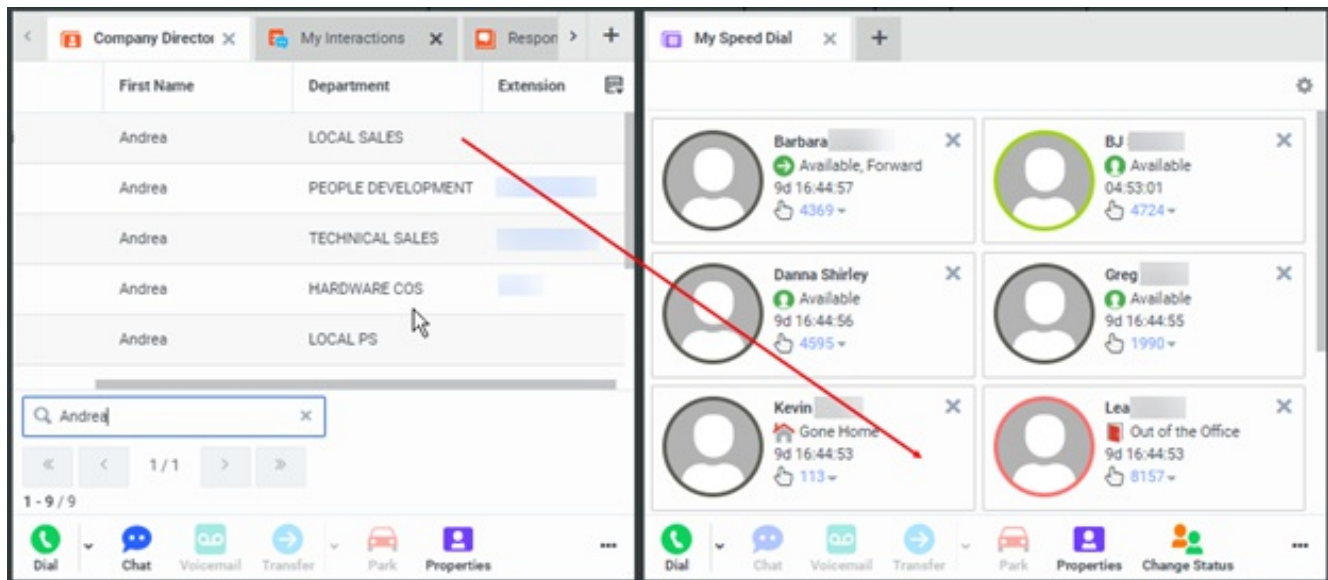 Company Director
My Interactions
Respon
First Name Department Extension
Andrea LOCAL SALES
Andrea PEOPLE DEVELOPMENT
Andrea TECHNICAL SALES
Andrea HARDWARE COS
Andrea LOCAL PS
Andrea
1 / 1
1 - 9 / 9
Dial Chat Voicemail Transfer Park Properties
My Speed Dial
Barbara
Available, Forward
9d 16:44:57
4369
BJ
Available
04:53:01
4724
Danna Shirley
Available
9d 16:44:56
4595
Greg
Available
9d 16:44:55
1990
Kevin
Gone Home
9d 16:44:53
113
Lea
Out of the Office
9d 16:44:53
8157
Dial Chat Voicemail Transfer Park Properties Change Status